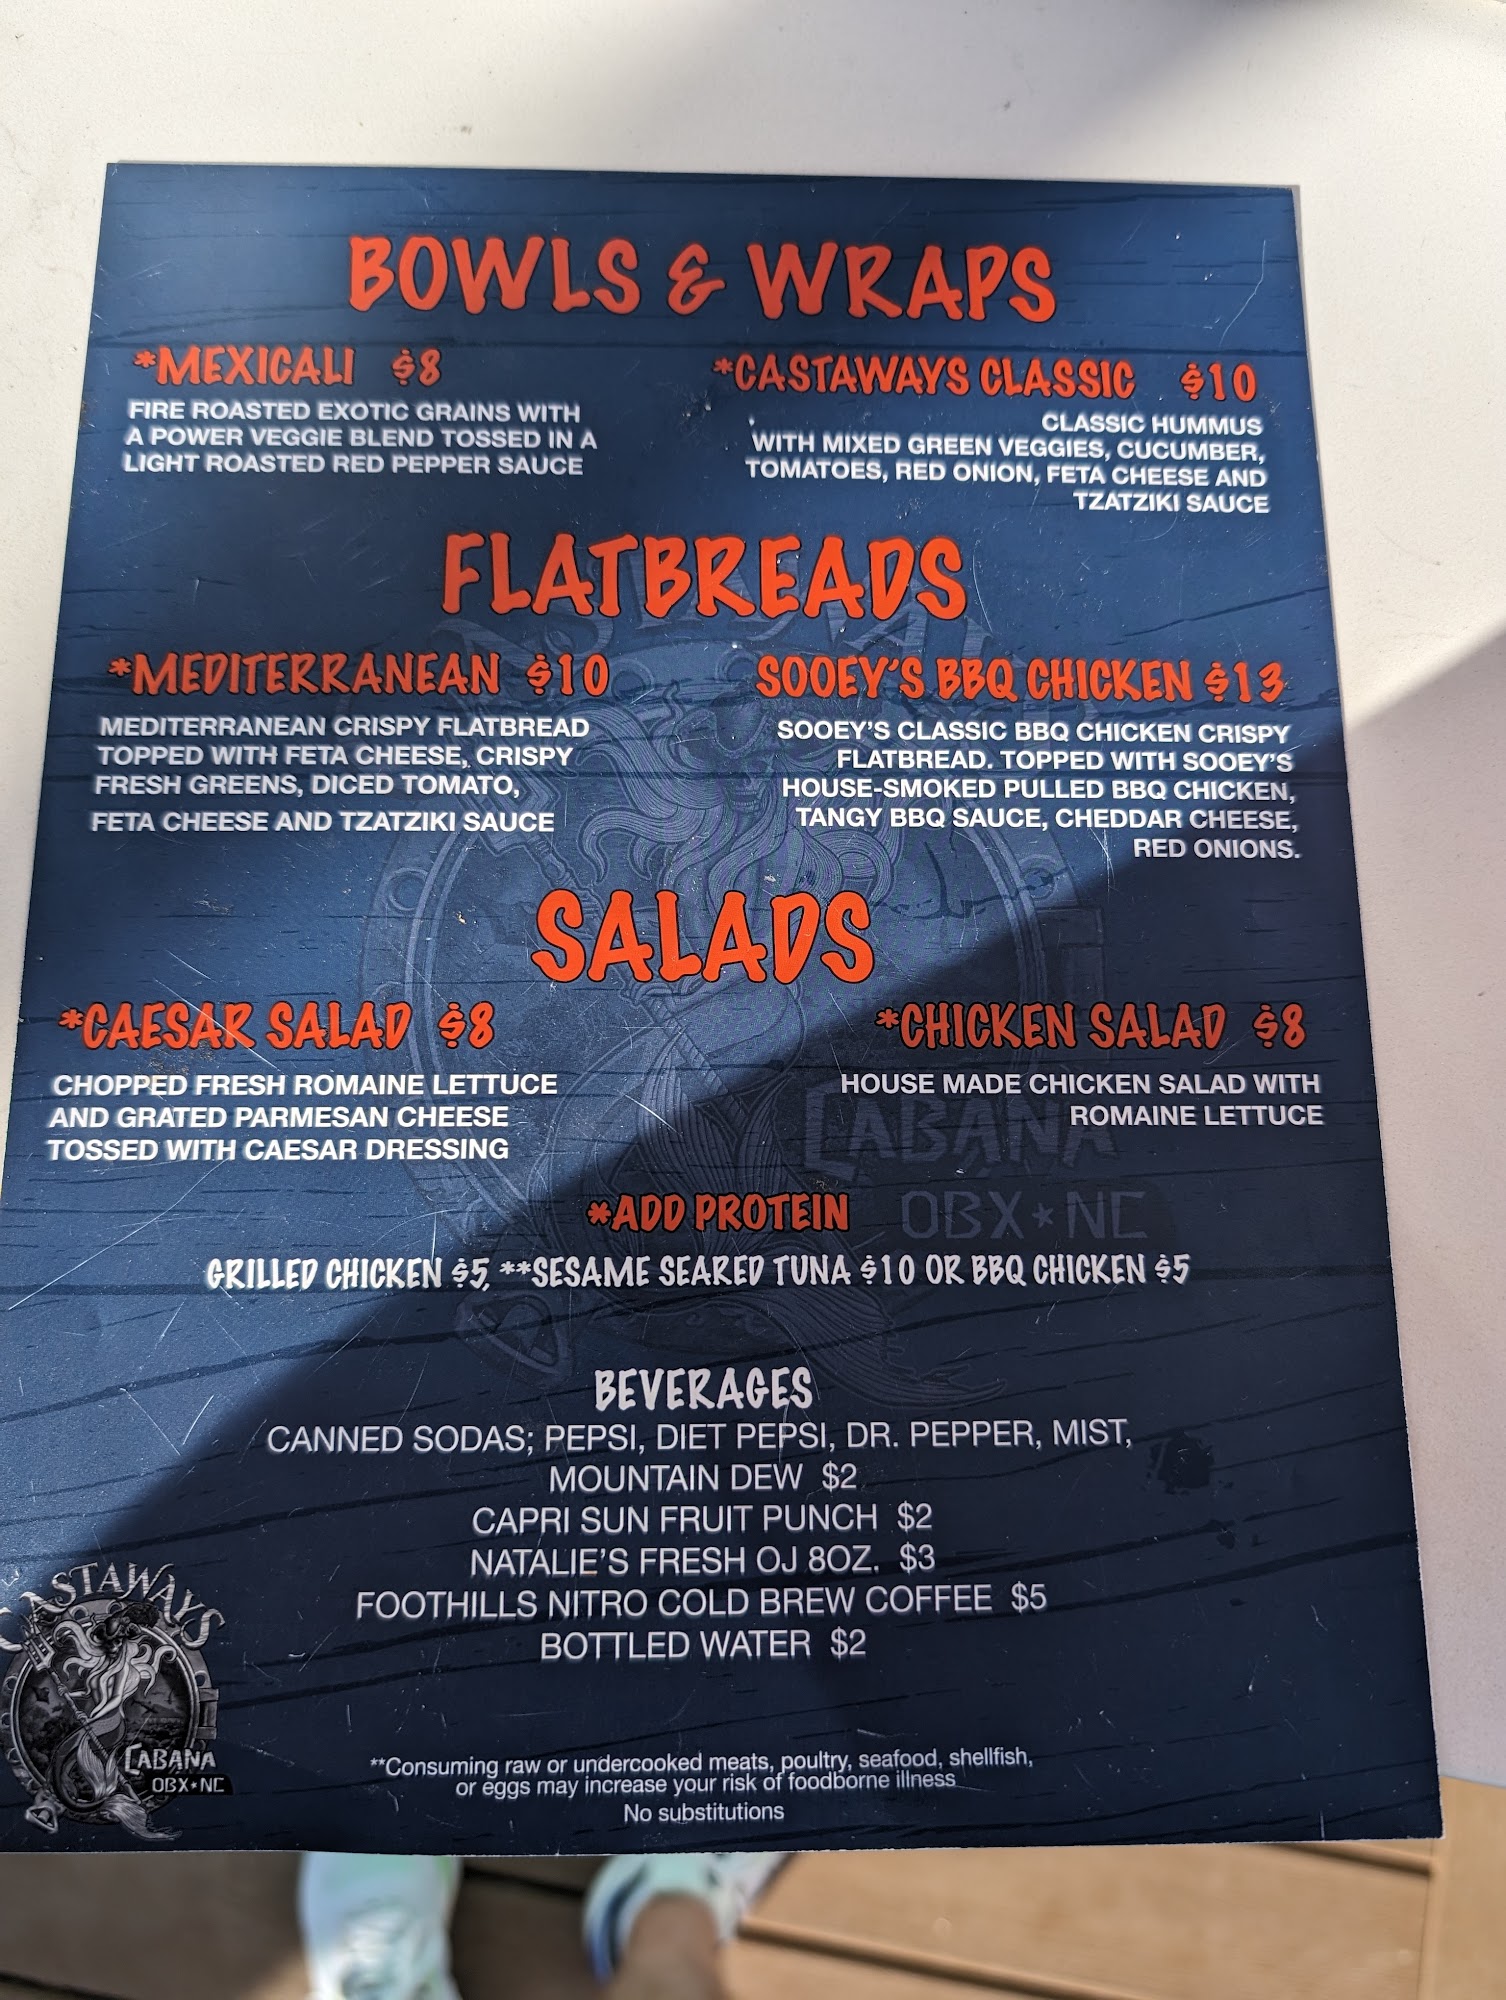 BOWLS & WRAPS
*MEXICALI $8
FIRE ROASTED EXOTIC GRAINS WITH
A POWER VEGGIE BLEND TOSSED IN A
LIGHT ROASTED RED PEPPER SAUCE
*CASTAWAYS CLASSIC $10
CLASSIC HUMMUS
WITH MIXED GREEN VEGGIES, CUCUMBER,
TOMATOES, RED ONION, FETA CHEESE AND
TZATZIKI SAUCE
FLATBREADS
*MEDITERRANEAN $10
MEDITERRANEAN CRISPY FLATBREAD
TOPPED WITH FETA CHEESE, CRISPY
FRESH GREENS, DICED TOMATO,
FETA CHEESE AND TZATZIKI SAUCE
SOOEY'S BBQ CHICKEN $13
SOOEY'S CLASSIC BBQ CHICKEN CRISPY
FLATBREAD. TOPPED WITH SOOEY'S
HOUSE-SMOKED PULLED BBQ CHICKEN,
TANGY BBQ SAUCE, CHEDDAR CHEESE,
RED ONIONS.
SALADS
*CAESAR SALAD $8
CHOPPED FRESH ROMAINE LETTUCE
AND GRATED PARMESAN CHEESE
TOSSED WITH CAESAR DRESSING
*CHICKEN SALAD $8
HOUSE MADE CHICKEN SALAD WITH
ROMAINE LETTUCE
CABANA
OBX*NC
*ADD PROTEIN
GRILLED CHICKEN $5, **SESAME SEARED TUNA $10 OR BBQ CHICKEN $5
BEVERAGES
CANNED SODAS; PEPSI, DIET PEPSI, DR. PEPPER, MIST,
MOUNTAIN DEW $2
CAPRI SUN FRUIT PUNCH $2
NATALIE'S FRESH OJ 8OZ. $3
FOOTHILLS NITRO COLD BREW COFFEE $5
BOTTLED WATER $2
CASTAWAYS
CABANA
OBX*NC
**Consuming raw or undercooked meats, poultry, seafood, shellfish,
or eggs may increase your risk of foodborne illness
No substitutions